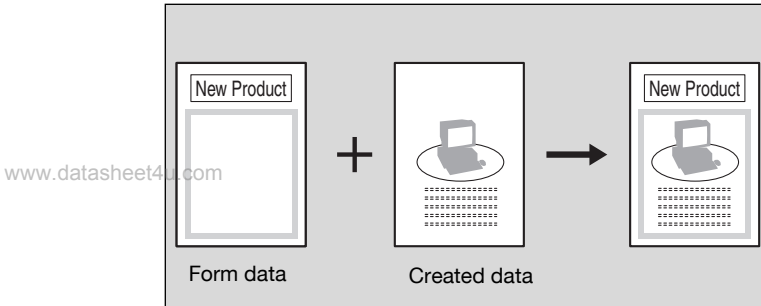 New Product
New Product
www.datasheet4u.com
Form data
Created data